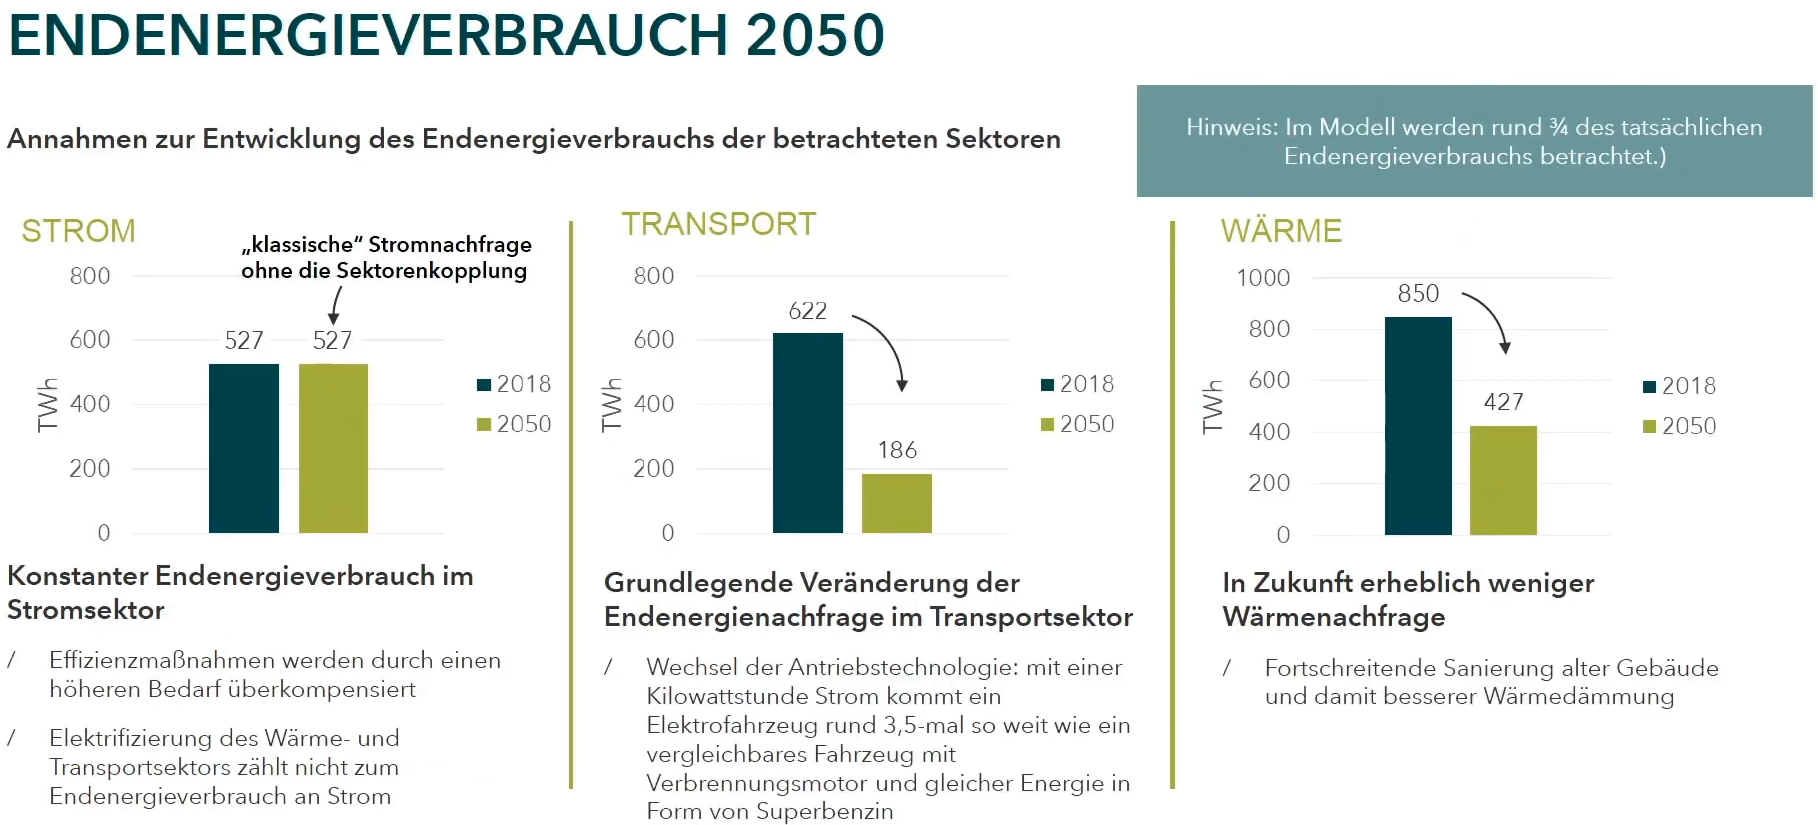 ENDENERGIEVERBRAUCH 2050
Annahmen zur Entwicklung des Endenergieverbrauchs der betrachteten Sektoren
Hinweis: Im Modell werden rund ¾ des tatsächlichen
Endenergieverbrauchs betrachtet.)
STROM
„klassische“ Stromnachfrage
ohne die Sektorenkopplung
800
600
400
200
0
TWh
527
527
2018
2050
Konstanter Endenergieverbrauch im
Stromsektor
/ Effizienzmaßnahmen werden durch einen
höheren Bedarf überkompensiert
/ Elektrifizierung des Wärme- und
Transportsektors zählt nicht zum
Endenergieverbrauch an Strom
TRANSPORT
800
600
400
200
0
TWh
622
186
2018
2050
Grundlegende Veränderung der
Endenergienachfrage im Transportsektor
/ Wechsel der Antriebstechnologie: mit einer
Kilowattstunde Strom kommt ein
Elektrofahrzeug rund 3,5-mal so weit wie ein
vergleichbares Fahrzeug mit
Verbrennungsmotor und gleicher Energie in
Form von Superbenzin
WÄRME
1000
800
600
400
200
0
TWh
850
427
2018
2050
In Zukunft erheblich weniger
Wärmenachfrage
/ Fortschreitende Sanierung alter Gebäude
und damit besserer Wärmedämmung